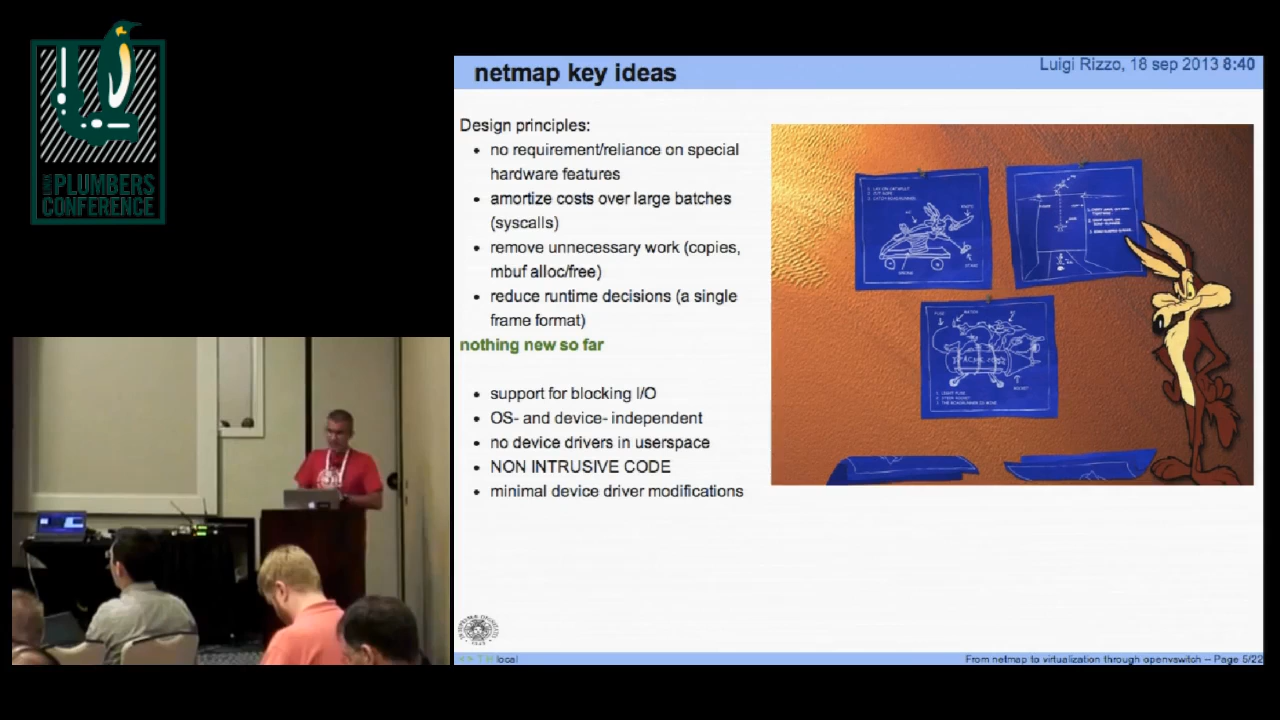 LINUX
PLUMBERS
CONFERENCE
netmap key ideas
Luigi Rizzo, 18 sep 2013 8:40
Design principles:
• no requirement/reliance on special
hardware features
• amortize costs over large batches
(syscalls)
• remove unnecessary work (copies,
mbuf alloc/free)
• reduce runtime decisions (a single
frame format)
nothing new so far
• support for blocking I/O
• OS- and device- independent
• no device drivers in userspace
• NON INTRUSIVE CODE
• minimal device driver modifications
local
From netmap to virtualization through openvswitch – Page 5/22